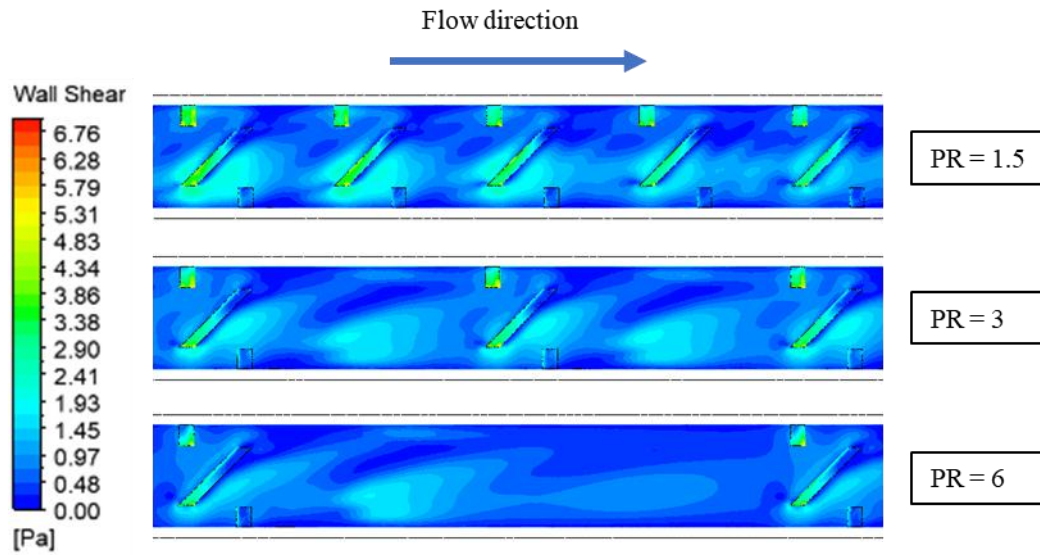 Flow direction
Wall Shear
6.76
6.28
5.79
5.31
4.83
4.34
3.86
3.38
2.90
2.41
1.93
1.45
0.97
0.48
0.00
[Pa]
PR = 1.5
PR = 3
PR = 6